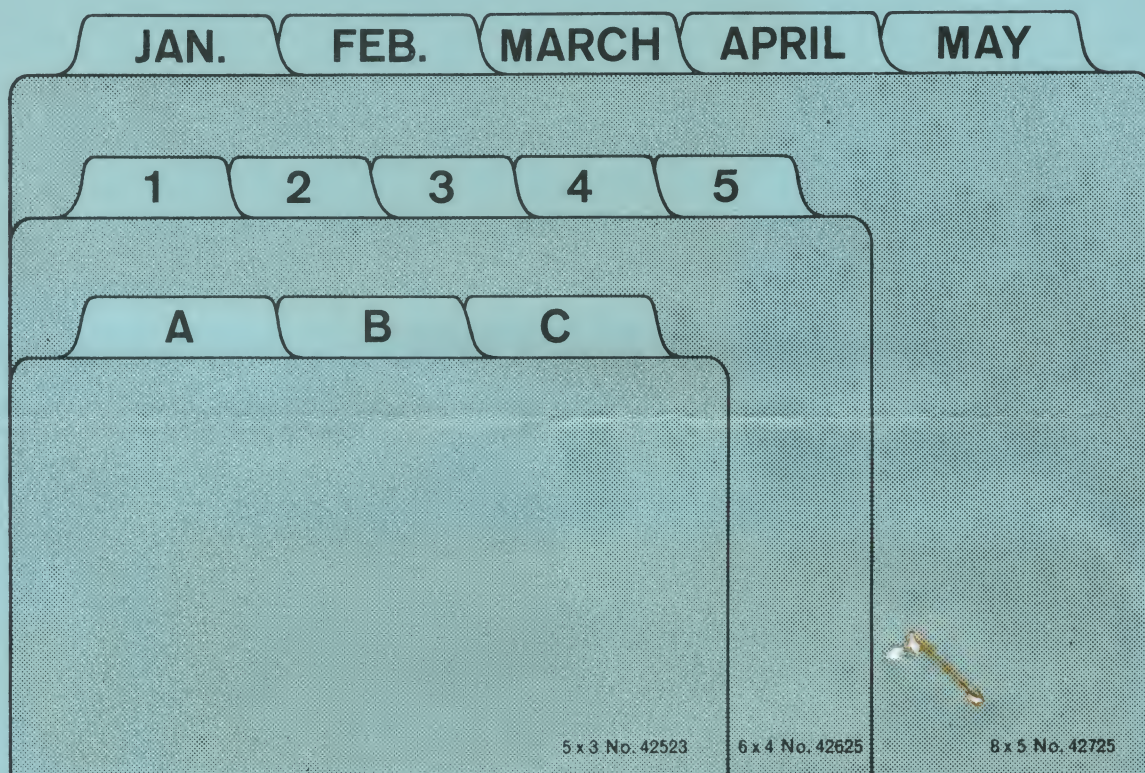 JAN. FEB. MARCH APRIL MAY
1 2 3 4 5
A B C
5 x 3 No. 42523 6 x 4 No. 42625 8 x 5 No. 42725